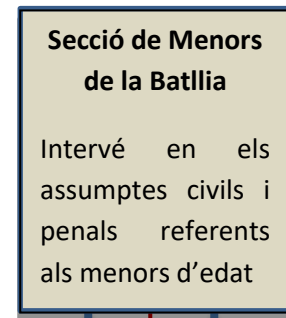 Secció de Menors
de la Batllia
Intervé en els
assumptes civils i
penals referents
als menors d’edat